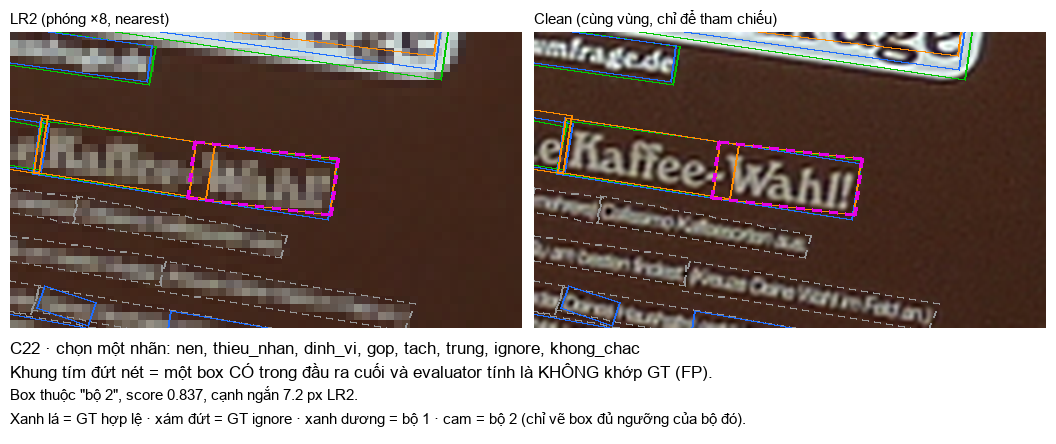 LR2 (phóng ×8, nearest)
Clean (cùng vùng, chỉ để tham chiếu)
umfrage.de
Kaffee-Wahl!
e Kaffee-Wahl!
C22 · chọn một nhãn: nen, thieu_nhan, dinh_vi, gop, tach, trung, ignore, khong_chac
Khung tím đứt nét = một box CÓ trong đầu ra cuối và evaluator tính là KHÔNG khớp GT (FP).
Box thuộc "bộ 2", score 0.837, cạnh ngắn 7.2 px LR2.
Xanh lá = GT hợp lệ · xám đứt = GT ignore · xanh dương = bộ 1 · cam = bộ 2 (chỉ vẽ box đủ ngưỡng của bộ đó).